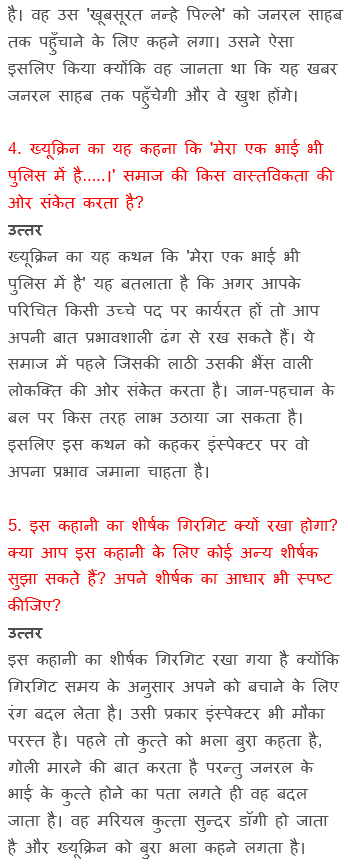 है। वह उस 'खूबसूरत नन्हे पिल्ले' को जनरल साहब
तक पहुँचाने के लिए कहने लगा। उसने ऐसा
इसलिए किया क्योंकि वह जानता था कि यह खबर
जनरल साहब तक पहुँचेगी और वे खुश होंगे।
4. ख्यूक्रिन का यह कहना कि 'मेरा एक भाई भी
पुलिस में है.....।' समाज की किस वास्तविकता की
ओर संकेत करता है?
उत्तर
ख्यूक्रिन का यह कथन कि 'मेरा एक भाई भी
पुलिस में है' यह बतलाता है कि अगर आपके
परिचित किसी उच्चे पद पर कार्यरत हों तो आप
अपनी बात प्रभावशाली ढंग से रख सकते हैं। ये
समाज में पहले जिसकी लाठी उसकी भैंस वाली
लोकक्ति की ओर संकेत करता है। जान-पहचान के
बल पर किस तरह लाभ उठाया जा सकता है।
इसलिए इस कथन को कहकर इंस्पेक्टर पर वो
अपना प्रभाव जमाना चाहता है।
5. इस कहानी का शीर्षक गिरगिट क्यों रखा होगा?
क्या आप इस कहानी के लिए कोई अन्य शीर्षक
सुझा सकते हैं? अपने शीर्षक का आधार भी स्पष्ट
कीजिए?
उत्तर
इस कहानी का शीर्षक गिरगिट रखा गया है क्योंकि
गिरगिट समय के अनुसार अपने को बचाने के लिए
रंग बदल लेता है। उसी प्रकार इंस्पेक्टर भी मौका
परस्त है। पहले तो कुत्ते को भला बुरा कहता है,
गोली मारने की बात करता है परन्तु जनरल के
भाई के कुत्ते होने का पता लगते ही वह बदल
जाता है। वह मरियल कुत्ता सुन्दर डॉगी हो जाता
है और ख्यूक्रिन को बुरा भला कहने लगता है।